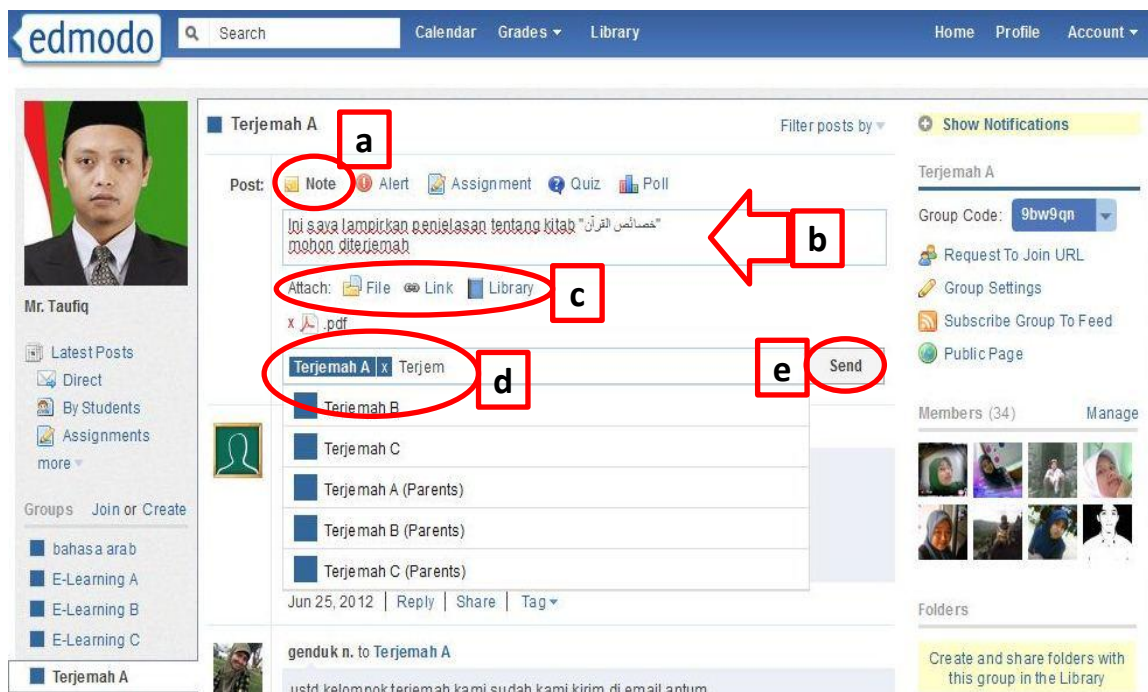 edmodo
Search
Calendar Grades Library
Home Profile Account
Mr. Taufiq
Latest Posts
Direct
By Students
Assignments
more
Groups Join or Create
bahasa arab
E-Learning A
E-Learning B
E-Learning C
Terjemah A
Terjemah A
Filter posts by
a
Post: Note Alert Assignment Quiz Poll
Ini saya lampirkan penjelasan tentang kitab "خصائص القرآن"
mohon diterjemah
b
Attach: File Link Library
c
x .pdf
Terjemah A x Terjem
d
e
Send
Terjemah B
Terjemah C
Terjemah A (Parents)
Terjemah B (Parents)
Terjemah C (Parents)
Jun 25, 2012 | Reply | Share | Tag
genduk n. to Terjemah A
ustd kelompok terjemah kami sudah kami kirim di email antum
Show Notifications
Terjemah A
Group Code: 9bw9qn
Request To Join URL
Group Settings
Subscribe Group To Feed
Public Page
Members (34) Manage
Folders
Create and share folders with
this group in the Library